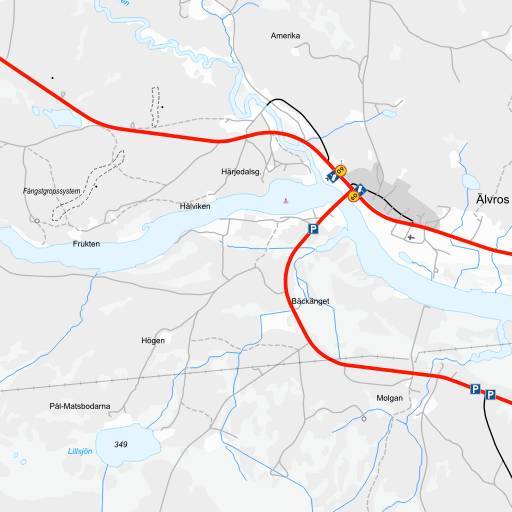 Amerika
Härjedalsg.
Fångstgropssystem
Älvros
Hälviken
Frukten
P
Bäckänget
Högen
P
P
Molgan
Pål-Matsbodarna
349
Lillsjön